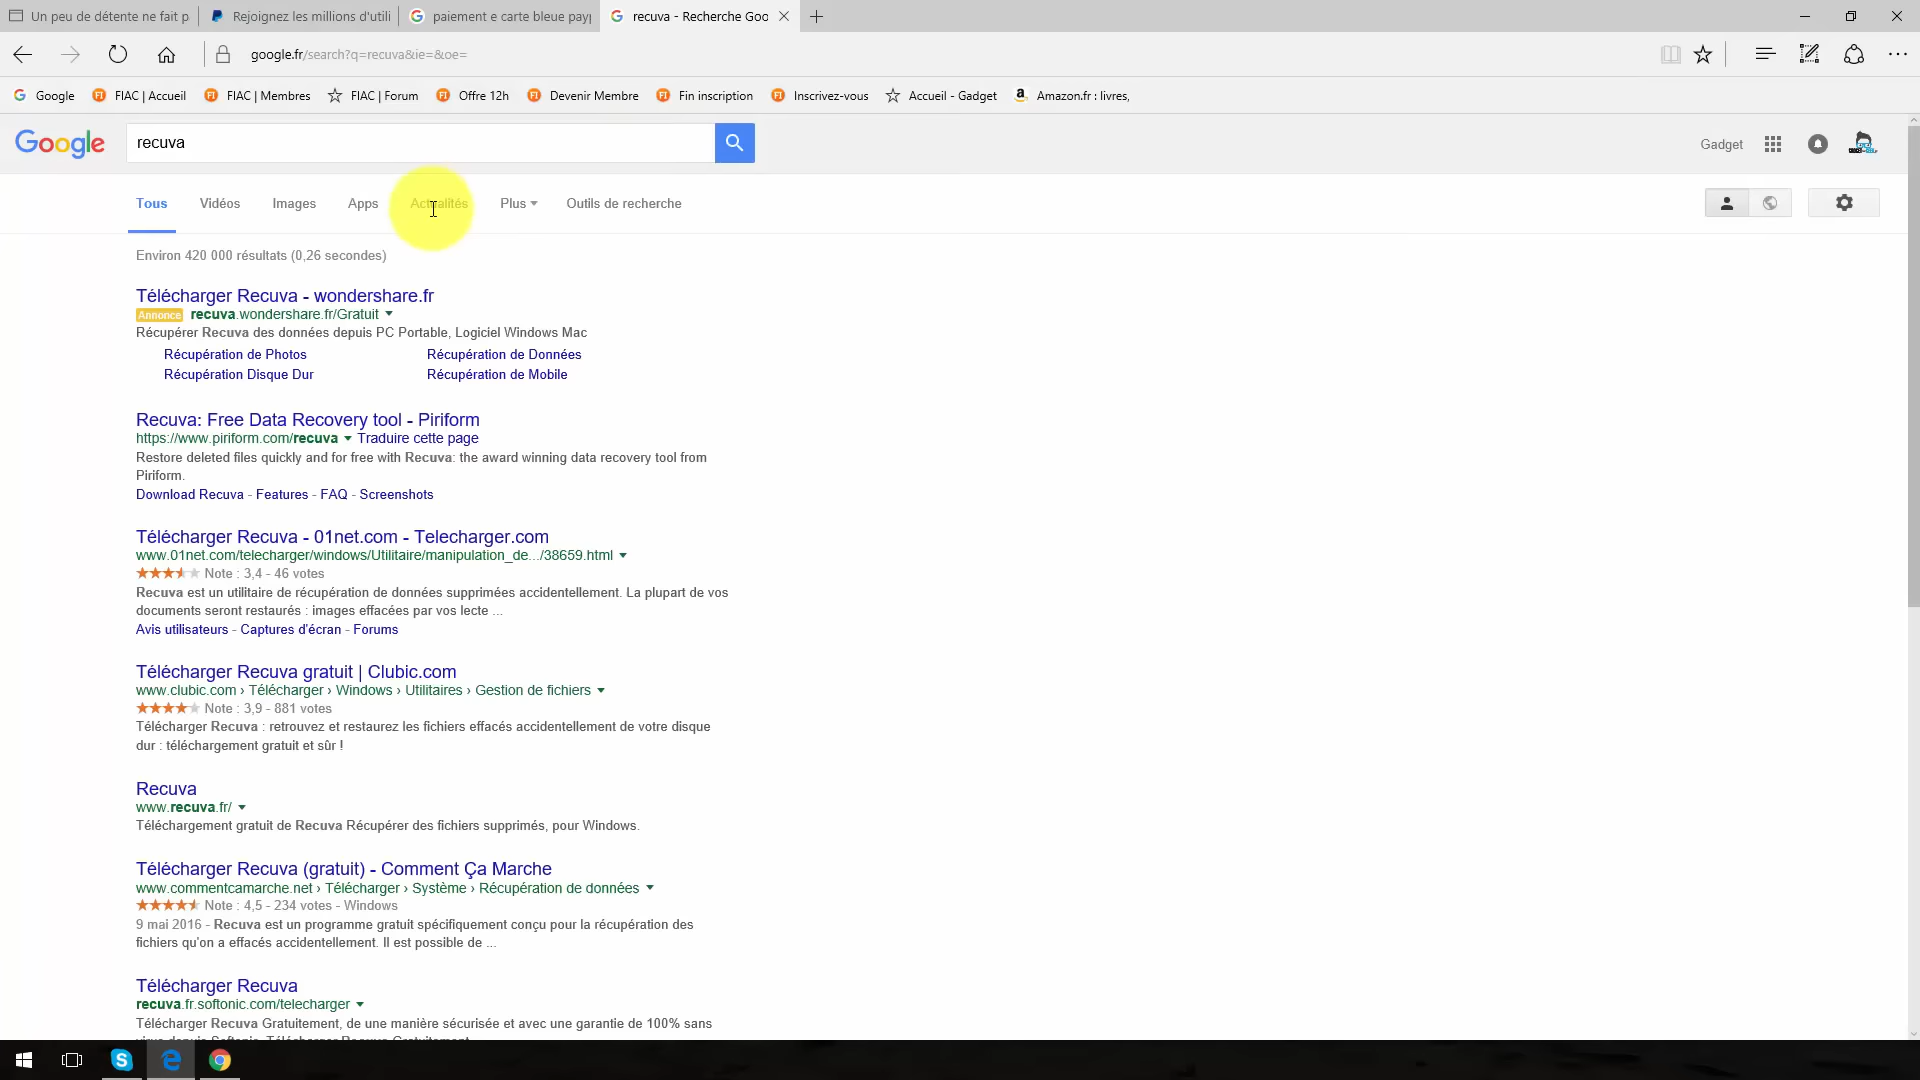 Un peu de détente ne fait p
Rejoignez les millions d'utili
paiement e carte bleue payp
recuva - Recherche Goo
google.fr/search?q=recuva&ie=&oe=
Google
FIAC | Accueil
FIAC | Membres
FIAC | Forum
Offre 12h
Devenir Membre
Fin inscription
Inscrivez-vous
Accueil - Gadget
Amazon.fr : livres,
Google
recuva
Gadget
Tous
Vidéos
Images
Apps
Actualités
Plus
Outils de recherche
Environ 420 000 résultats (0,26 secondes)
Télécharger Recuva - wondershare.fr
Annonce recuva.wondershare.fr/Gratuit
Récupérer Recuva des données depuis PC Portable, Logiciel Windows Mac
Récupération de Photos
Récupération de Données
Récupération Disque Dur
Récupération de Mobile
Recuva: Free Data Recovery tool - Piriform
https://www.piriform.com/recuva Traduire cette page
Restore deleted files quickly and for free with Recuva: the award winning data recovery tool from
Piriform.
Download Recuva - Features - FAQ - Screenshots
Télécharger Recuva - 01net.com - Telecharger.com
www.01net.com/telecharger/windows/Utilitaire/manipulation_de.../38659.html
Note : 3,4 - 46 votes
Recuva est un utilitaire de récupération de données supprimées accidentellement. La plupart de vos
documents seront restaurés : images effacées par vos lecte ...
Avis utilisateurs - Captures d'écran - Forums
Télécharger Recuva gratuit | Clubic.com
www.clubic.com › Télécharger › Windows › Utilitaires › Gestion de fichiers
Note : 3,9 - 881 votes
Télécharger Recuva : retrouvez et restaurez les fichiers effacés accidentellement de votre disque
dur : téléchargement gratuit et sûr !
Recuva
www.recuva.fr/
Téléchargement gratuit de Recuva Récupérer des fichiers supprimés, pour Windows.
Télécharger Recuva (gratuit) - Comment Ça Marche
www.commentcamarche.net › Télécharger › Système › Récupération de données
Note : 4,5 - 234 votes - Windows
9 mai 2016 - Recuva est un programme gratuit spécifiquement conçu pour la récupération des
fichiers qu'on a effacés accidentellement. Il est possible de ...
Télécharger Recuva
recuva.fr.softonic.com/telecharger
Télécharger Recuva Gratuitement, de une manière sécurisée et avec une garantie de 100% sans